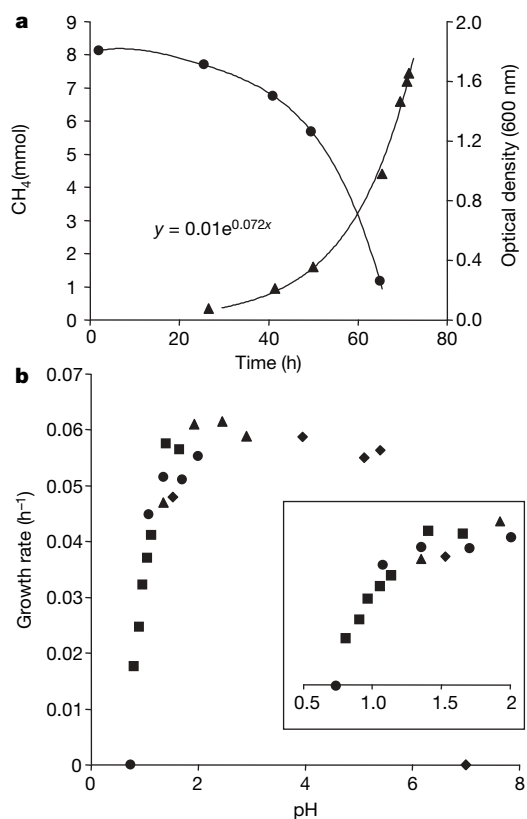 a
9
8
7
6
5
4
3
2
1
0
CH₄(mmol)
2.0
1.6
1.2
0.8
0.4
0.0
Optical density (600 nm)
y = 0.01e^0.072x
0 20 40 60 80
Time (h)
b
0.07
0.06
0.05
0.04
0.03
0.02
0.01
0
Growth rate (h⁻¹)
0.5 1.0 1.5 2
0 2 4 6 8
pH